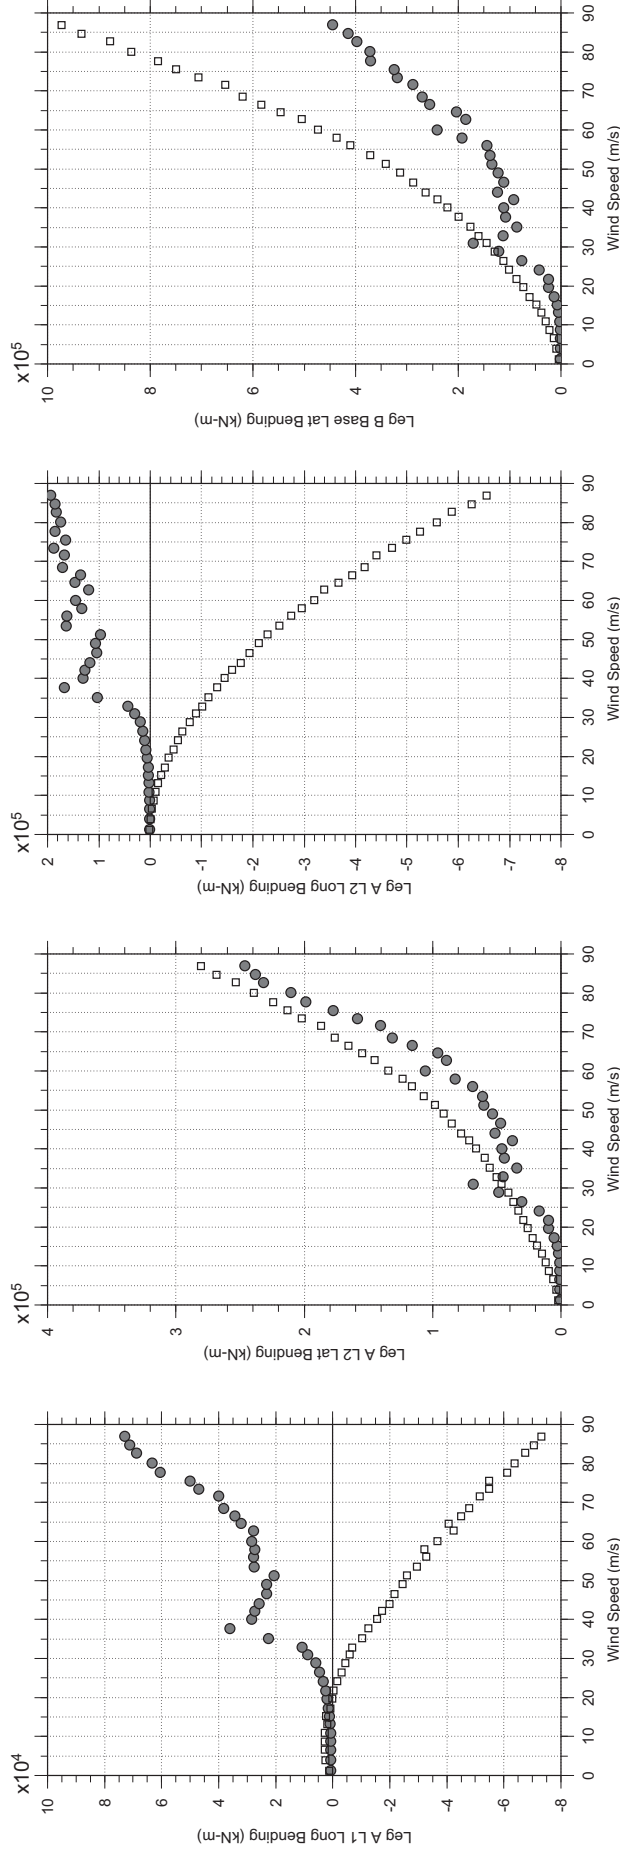 x10⁴
10
8
6
4
2
0
-2
-4
-6
-8
Leg A L1 Long Bending (kN-m)
0 10 20 30 40 50 60 70 80 90
Wind Speed (m/s)
x10⁵
4
3
2
1
0
Leg A L2 Lat Bending (kN-m)
0 10 20 30 40 50 60 70 80 90
Wind Speed (m/s)
x10⁵
2
1
0
-1
-2
-3
-4
-5
-6
-7
-8
Leg A L2 Long Bending (kN-m)
0 10 20 30 40 50 60 70 80 90
Wind Speed (m/s)
x10⁵
10
8
6
4
2
0
Leg B Base Lat Bending (kN-m)
0 10 20 30 40 50 60 70 80 90
Wind Speed (m/s)